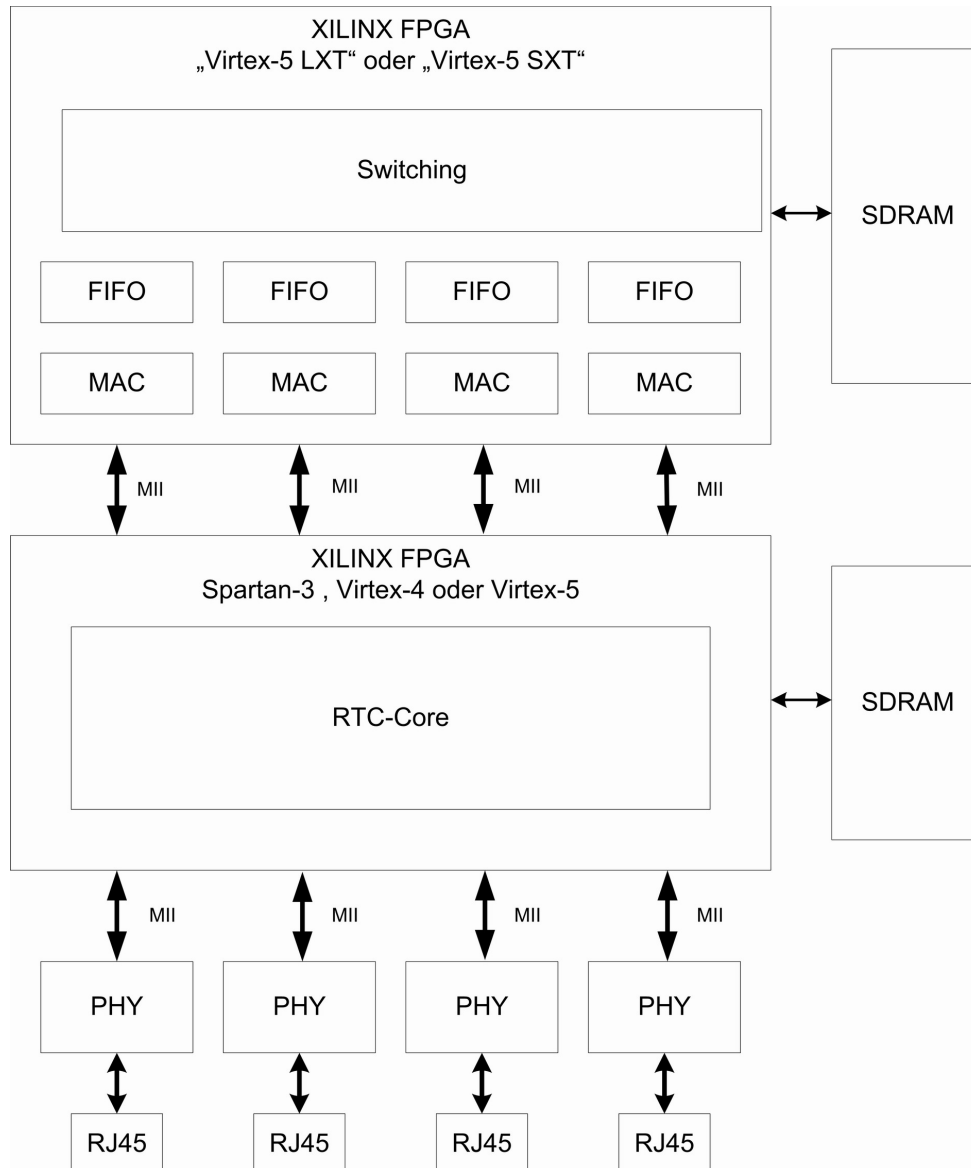 XILINX FPGA
„Virtex-5 LXT“ oder „Virtex-5 SXT“
Switching
SDRAM
FIFO FIFO FIFO FIFO
MAC MAC MAC MAC
MII MII MII MII
XILINX FPGA
Spartan-3 , Virtex-4 oder Virtex-5
RTC-Core
SDRAM
MII MII MII MII
PHY PHY PHY PHY
RJ45 RJ45 RJ45 RJ45